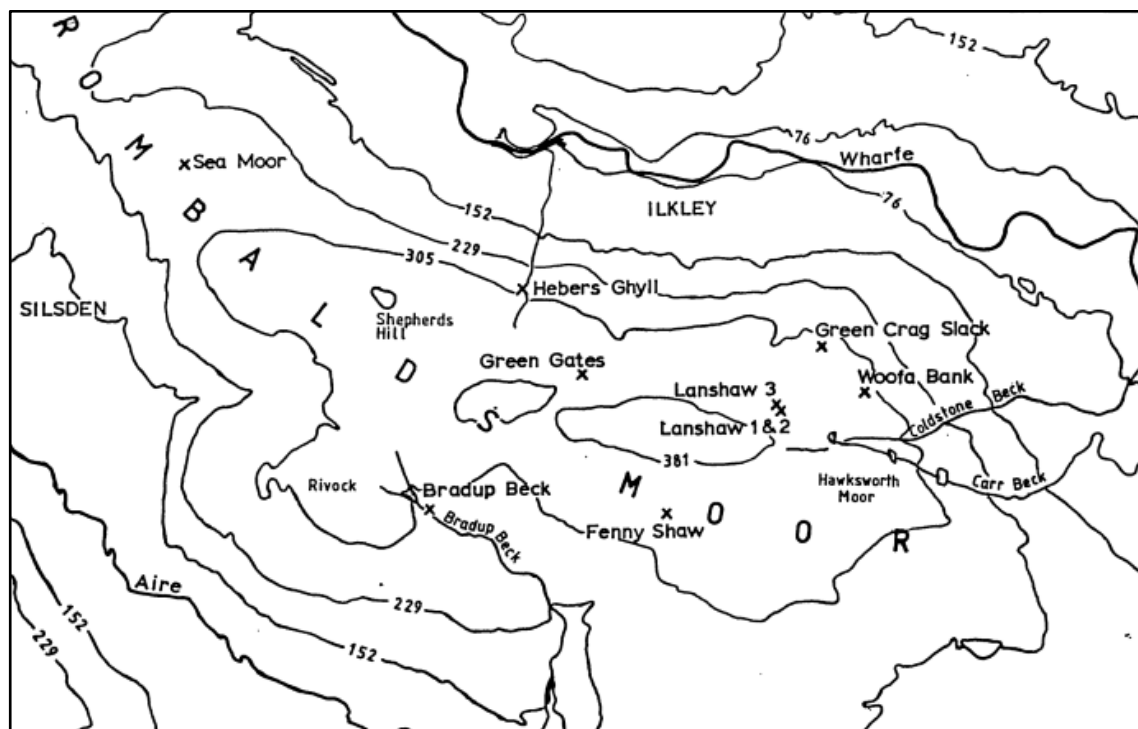 ROMBALDS MOOR
152
76
Wharfe
Sea Moor
76
152
ILKLEY
229
305
Hebers Ghyll
SILSDEN
Shepherds
Hill
Green Crag Slack
Green Gates
Woofa Bank
Lanshaw 3
Coldstone Beck
Lanshaw 1&2
381
Rivock
Bradup Beck
Hawksworth
Moor
Carr Beck
Bradup Beck
Fenny Shaw
Aire
229
152
152
229